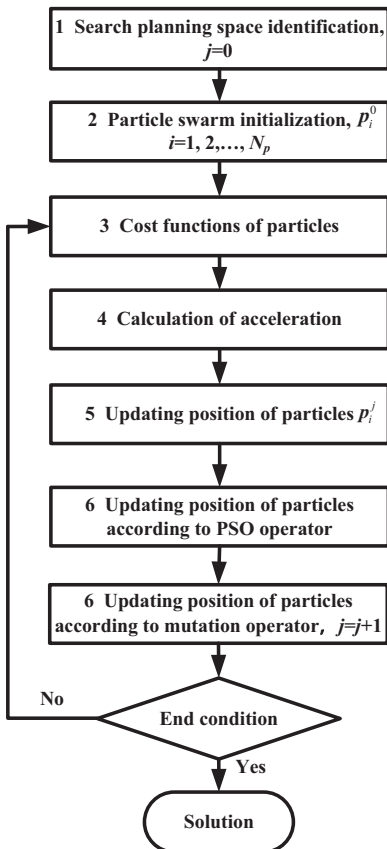 1 Search planning space identification,
j=0
2 Particle swarm initialization, p_i^0
i=1, 2,…, N_p
3 Cost functions of particles
4 Calculation of acceleration
5 Updating position of particles p_i^j
6 Updating position of particles
according to PSO operator
6 Updating position of particles
according to mutation operator, j=j+1
No
End condition
Yes
Solution